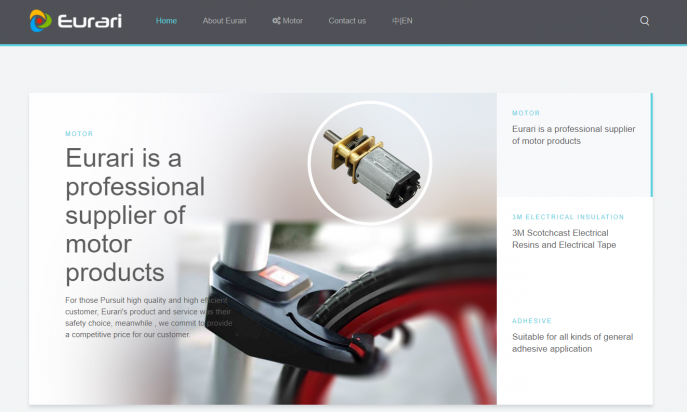 Eurari
Home
About Eurari
Motor
Contact us
中|EN
MOTOR
Eurari is a
professional
supplier of
motor
products
For those Pursuit high quality and high efficient
customer, Eurari's product and service was their
safety choice, meanwhile , we commit to provide
a competitive price for our customer.
MOTOR
Eurari is a professional supplier
of motor products
3M ELECTRICAL INSULATION
3M Scotchcast Electrical
Resins and Electrical Tape
ADHESIVE
Suitable for all kinds of general
adhesive application